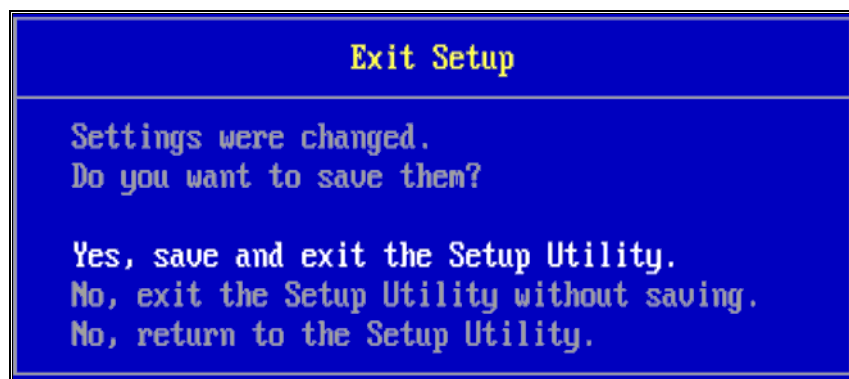 Exit Setup
Settings were changed.
Do you want to save them?
Yes, save and exit the Setup Utility.
No, exit the Setup Utility without saving.
No, return to the Setup Utility.